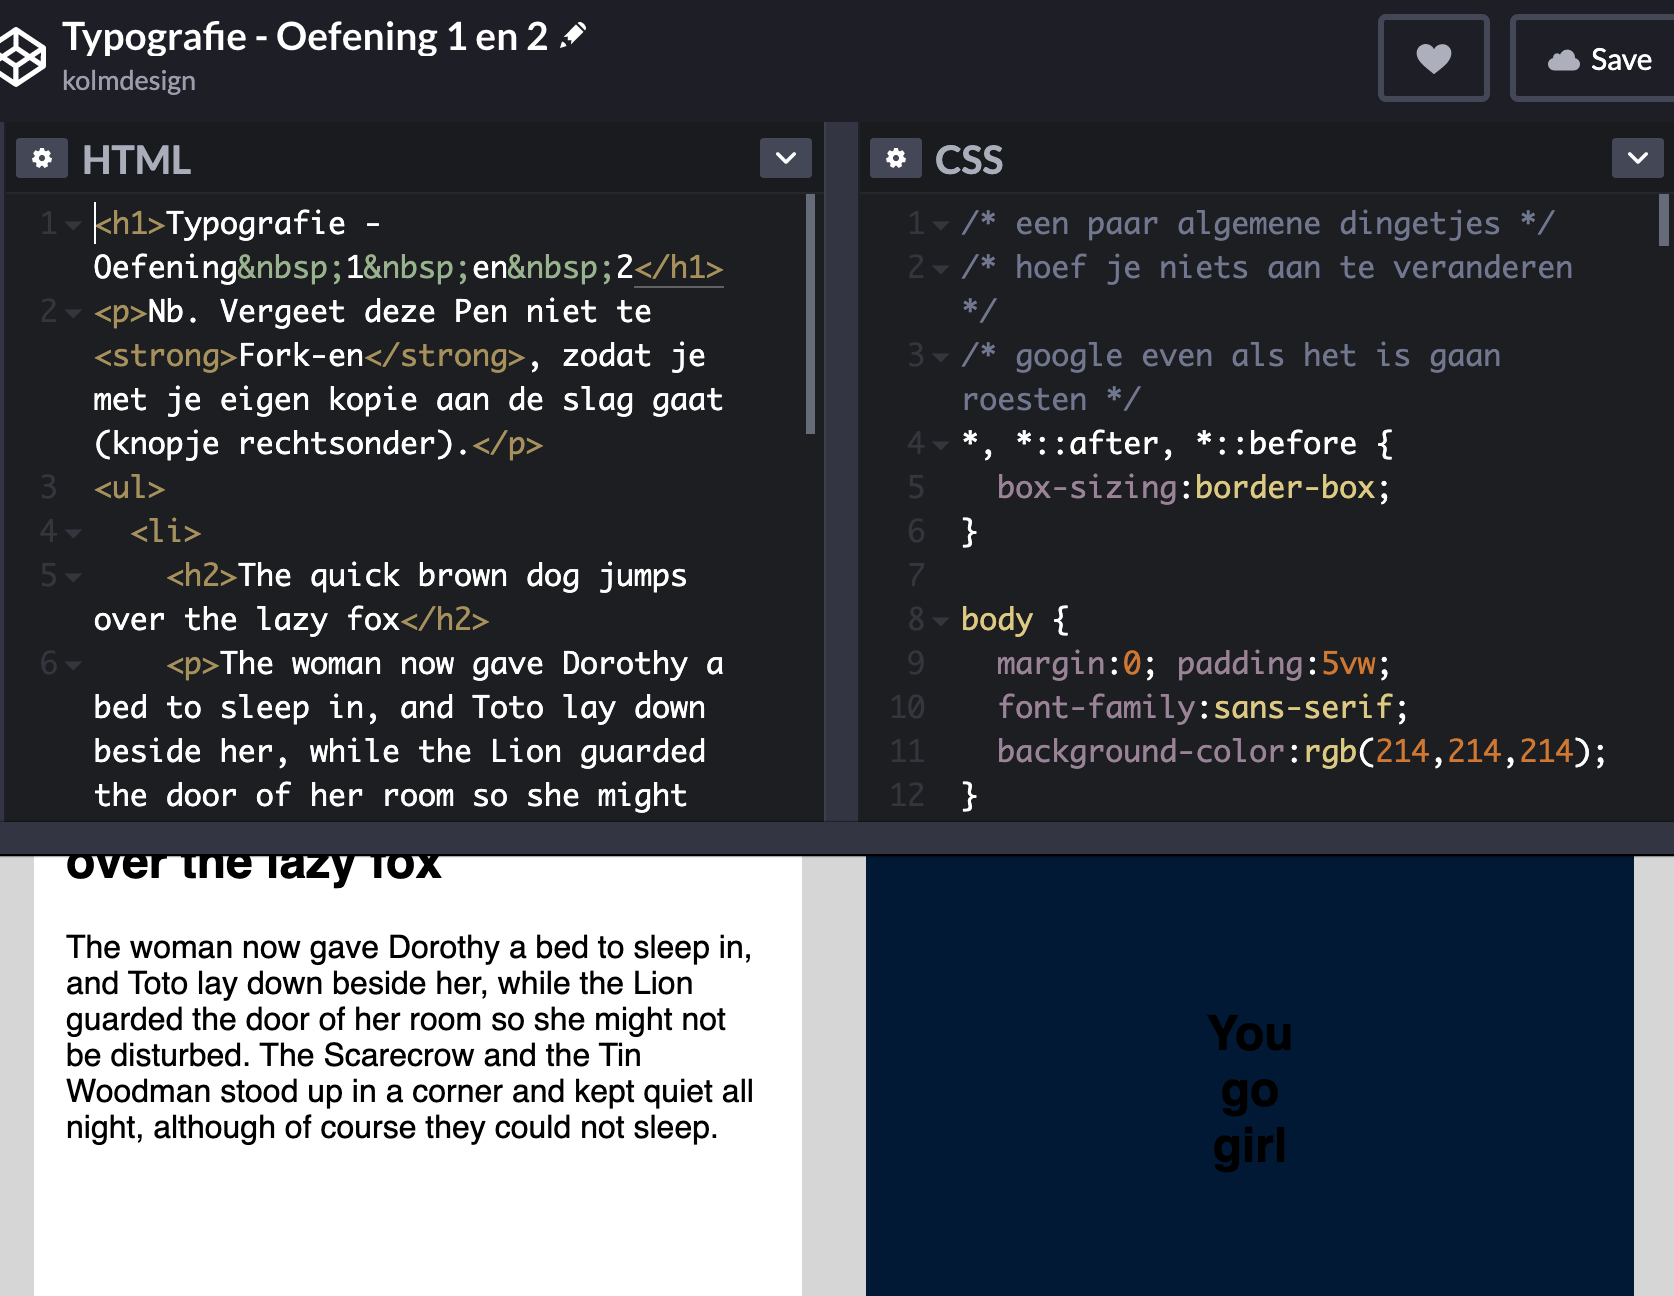 Typografie - Oefening 1 en 2
kolmdesign
Save
HTML
1 <h1>Typografie -
Oefening&nbsp;1&nbsp;en&nbsp;2</h1>
2 <p>Nb. Vergeet deze Pen niet te
<strong>Fork-en</strong>, zodat je
met je eigen kopie aan de slag gaat
(knopje rechtsonder).</p>
3 <ul>
4 <li>
5 <h2>The quick brown dog jumps
over the lazy fox</h2>
6 <p>The woman now gave Dorothy a
bed to sleep in, and Toto lay down
beside her, while the Lion guarded
the door of her room so she might
CSS
1 /* een paar algemene dingetjes */
2 /* hoef je niets aan te veranderen
*/
3 /* google even als het is gaan
roesten */
4 *, *::after, *::before {
5 box-sizing:border-box;
6 }
7
8 body {
9 margin:0; padding:5vw;
10 font-family:sans-serif;
11 background-color:rgb(214,214,214);
12 }
over the lazy fox
The woman now gave Dorothy a bed to sleep in,
and Toto lay down beside her, while the Lion
guarded the door of her room so she might not
be disturbed. The Scarecrow and the Tin
Woodman stood up in a corner and kept quiet all
night, although of course they could not sleep.
You
go
girl